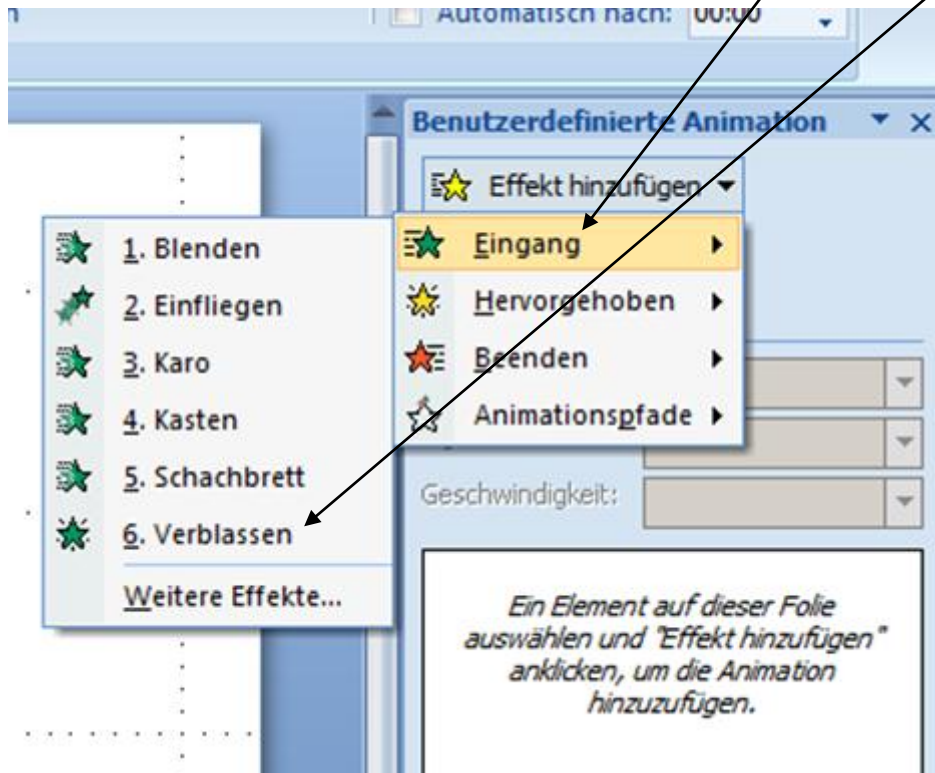 Automatisch nach: 00:00
Benutzerdefinierte Animation
Effekt hinzufügen
Eingang
Hervorgehoben
Beenden
Animationspfade
1. Blenden
2. Einfliegen
3. Karo
4. Kasten
5. Schachbrett
6. Verblassen
Weitere Effekte...
Geschwindigkeit:
Ein Element auf dieser Folie
auswählen und "Effekt hinzufügen"
anklicken, um die Animation
hinzuzufügen.